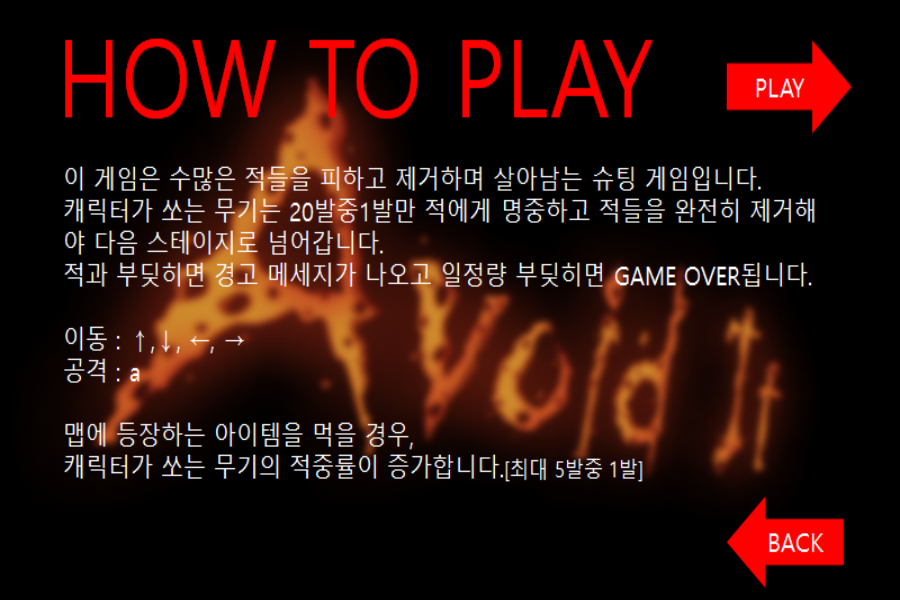 HOW TO PLAY
PLAY
이 게임은 수많은 적들을 피하고 제거하며 살아남는 슈팅 게임입니다.
캐릭터가 쏘는 무기는 20발중1발만 적에게 명중하고 적들을 완전히 제거해
야 다음 스테이지로 넘어갑니다.
적과 부딪히면 경고 메세지가 나오고 일정량 부딪히면 GAME OVER됩니다.
이동 : ↑,↓, ←, →
공격 : a
맵에 등장하는 아이템을 먹을 경우,
캐릭터가 쏘는 무기의 적중률이 증가합니다.[최대 5발중 1발]
Avoid It
BACK